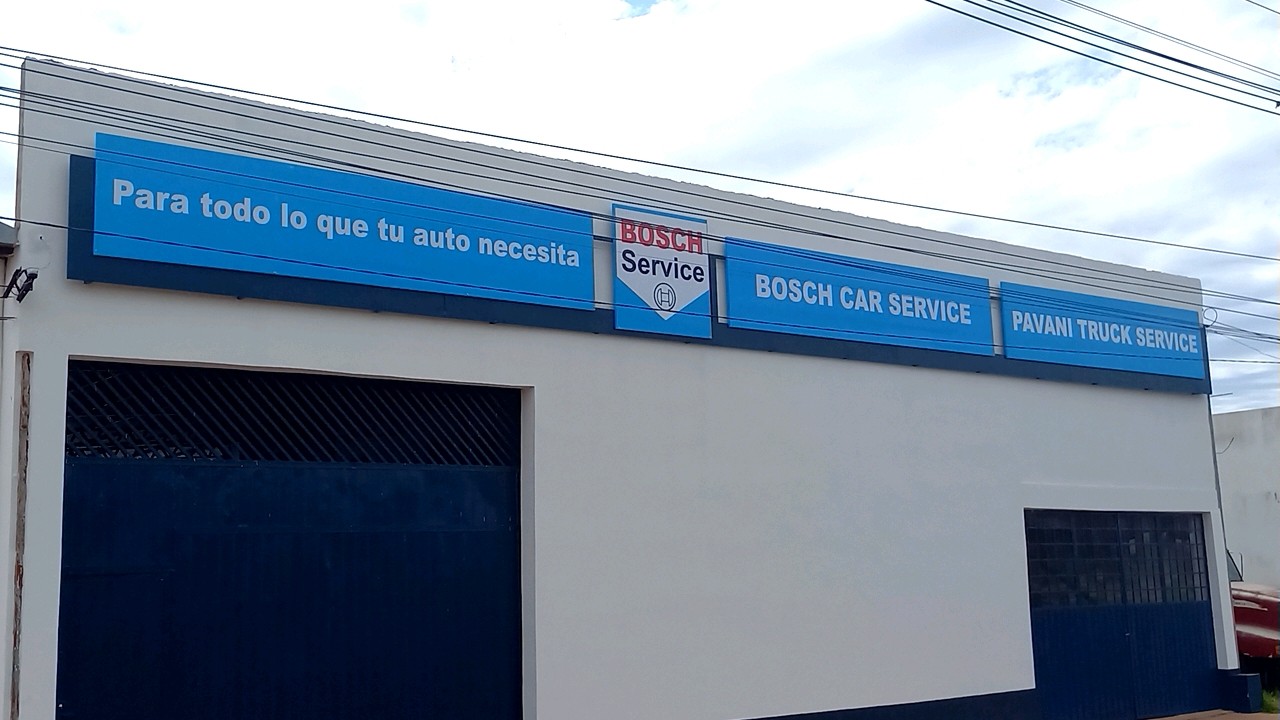 Para todo lo que tu auto necesita
BOSCH
Service
BOSCH CAR SERVICE
PAVANI TRUCK SERVICE